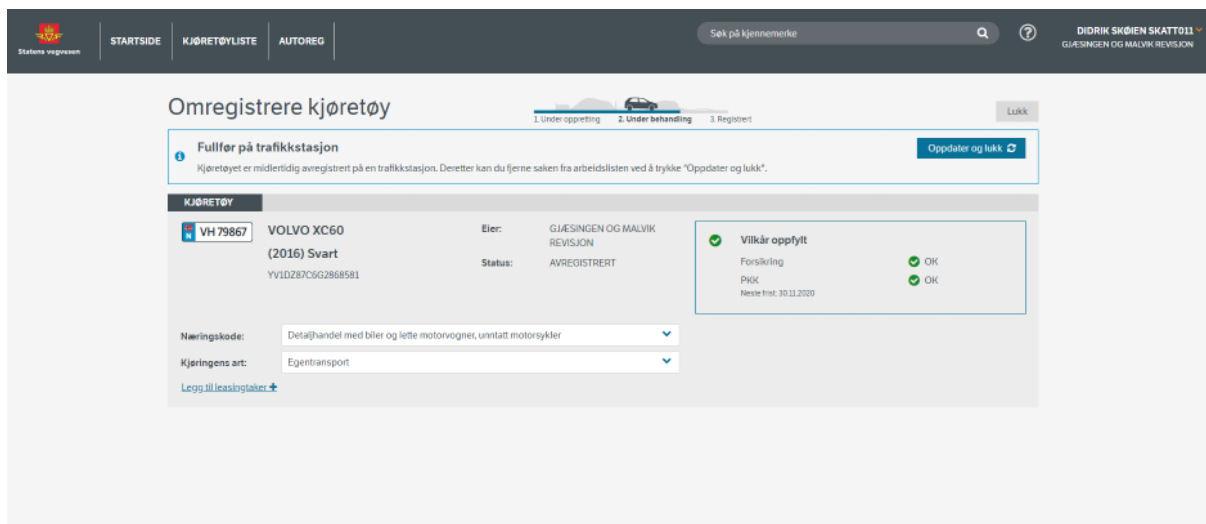 Statens vegvesen
STARTSIDE
KJØRETØYLISTE
AUTOREG
Søk på kjennemerke
?
DIDRIK SKØIEN SKATT011
GJÆSINGEN OG MALVIK REVISJON
Omregistrere kjøretøy
1. Under oppretting
2. Under behandling
3. Registrert
Lukk
Fullfør på trafikkstasjon
Kjøretøyet er midlertidig avregistrert på en trafikkstasjon. Deretter kan du fjerne saken fra arbeidslisten ved å trykke "Oppdater og lukk".
Oppdater og lukk
KJØRETØY
N
VH 79867
VOLVO XC60
(2016) Svart
YV1DZ87C6G2868581
Eier:
GJÆSINGEN OG MALVIK
REVISJON
Status:
AVREGISTRERT
Vilkår oppfylt
Forsikring
OK
PKK
OK
Neste frist: 30.11.2020
Næringskode:
Detaljhandel med biler og lette motorvogner, unntatt motorsykler
Kjøringens art:
Egentransport
Legg til leasingtaker